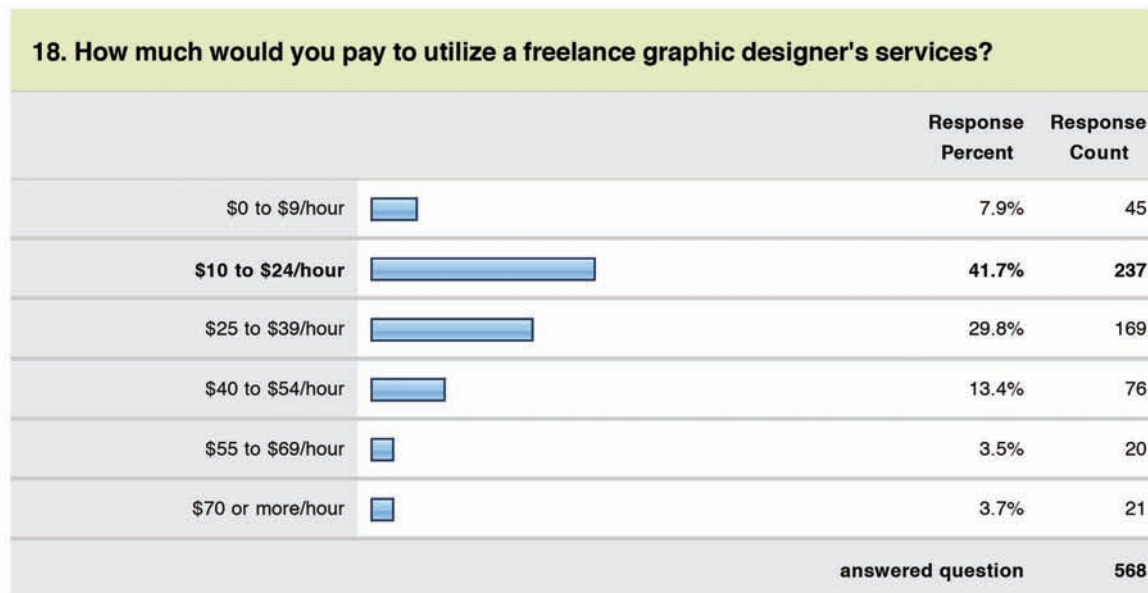 18. How much would you pay to utilize a freelance graphic designer's services?
Response Percent Response Count
$0 to $9/hour 7.9% 45
$10 to $24/hour 41.7% 237
$25 to $39/hour 29.8% 169
$40 to $54/hour 13.4% 76
$55 to $69/hour 3.5% 20
$70 or more/hour 3.7% 21
answered question 568